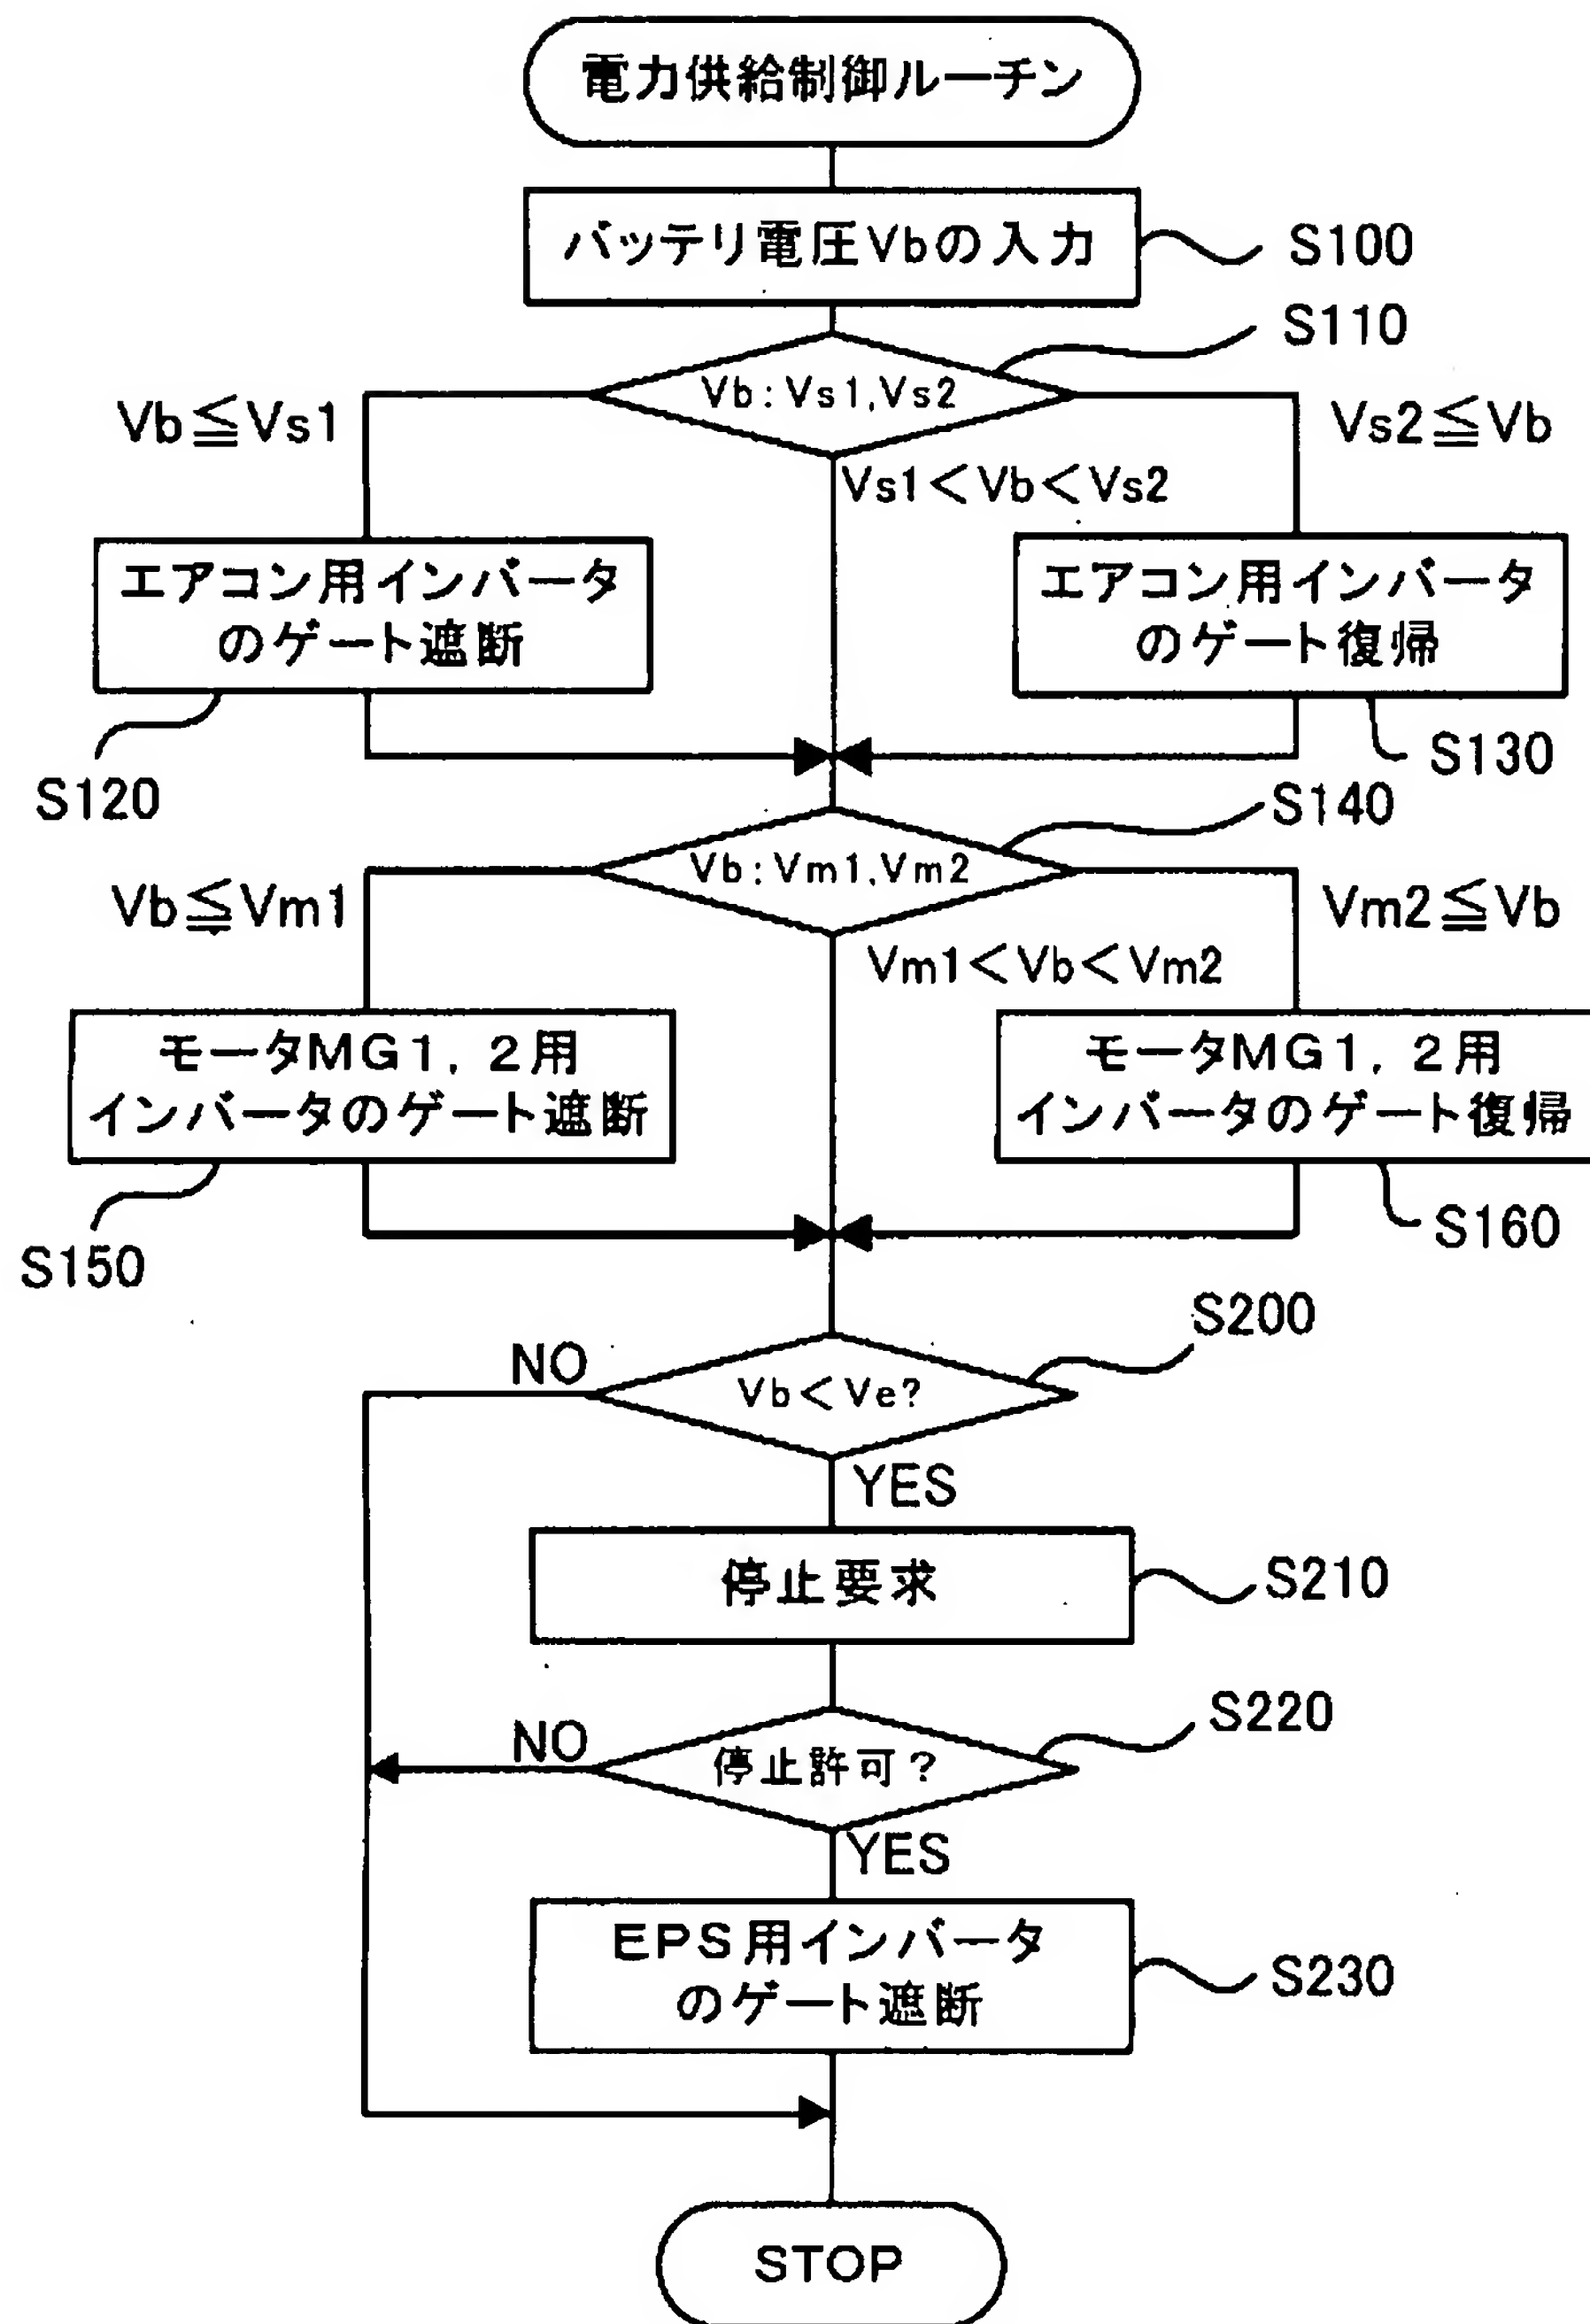 電力供給制御ルーチン
バッテリ電圧Vbの入力
S100
S110
Vb:Vs1,Vs2
Vb≦Vs1
Vs2≦Vb
Vs1<Vb<Vs2
エアコン用インバータ
のゲート遮断
エアコン用インバータ
のゲート復帰
S120
S130
S140
Vb:Vm1,Vm2
Vb≦Vm1
Vm2≦Vb
Vm1<Vb<Vm2
モータMG1,2用
インバータのゲート遮断
モータMG1,2用
インバータのゲート復帰
S150
S160
S200
NO
Vb<Ve?
YES
停止要求
S210
S220
NO
停止許可?
YES
EPS用インバータ
のゲート遮断
S230
STOP